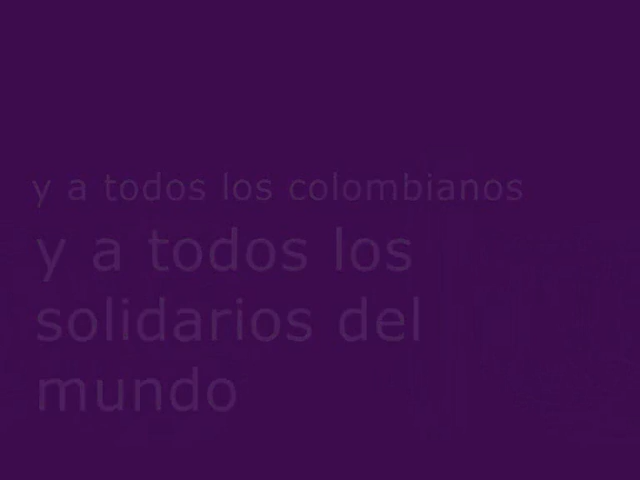 y a todos los colombianos
y a todos los
solidarios del
mundo